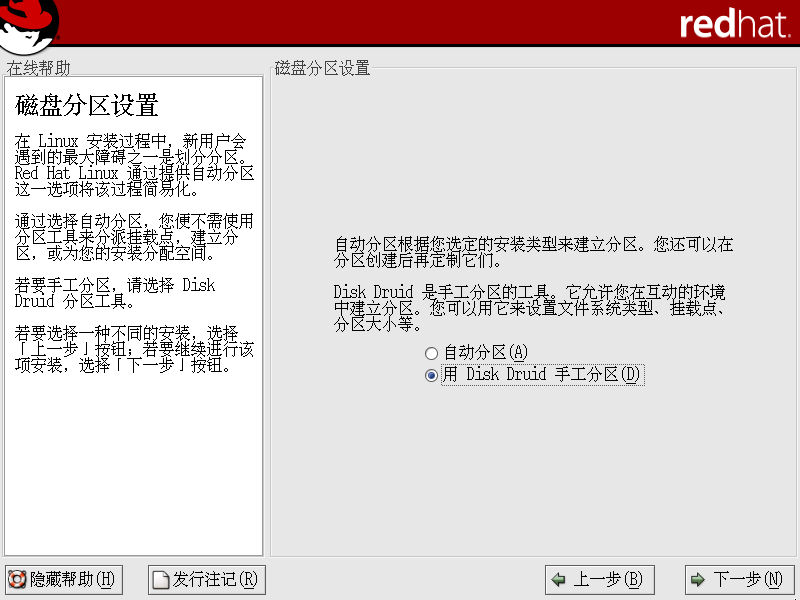 redhat.
在线帮助
磁盘分区设置
磁盘分区设置
在 Linux 安装过程中，新用户会
遇到的最大障碍之一是划分分区。
Red Hat Linux 通过提供自动分区
这一选项将该过程简易化。
通过选择自动分区，您便不需使用
分区工具来分派挂载点，建立分
区，或为您的安装分配空间。
若要手工分区，请选择 Disk
Druid 分区工具。
若要选择一种不同的安装，选择
「上一步」按钮；若要继续进行该
项安装，选择「下一步」按钮。
自动分区根据您选定的安装类型来建立分区。您还可以在
分区创建后再定制它们。
Disk Druid 是手工分区的工具。它允许您在互动的环境
中建立分区。您可以用它来设置文件系统类型、挂载点、
分区大小等。
自动分区(A)
用 Disk Druid 手工分区(D)
隐藏帮助(H)
发行注记(R)
上一步(B)
下一步(N)